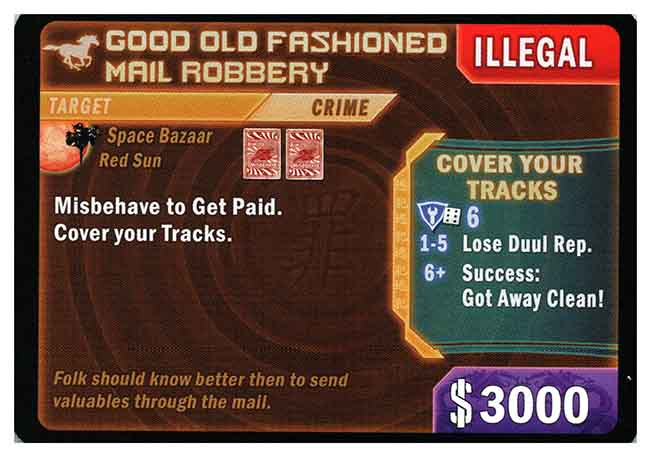 GOOD OLD FASHIONED
MAIL ROBBERY
ILLEGAL
TARGET
CRIME
Space Bazaar
Red Sun
Misbehave to Get Paid.
Cover your Tracks.
COVER YOUR
TRACKS
6
1-5 Lose Duul Rep.
6+ Success:
Got Away Clean!
罪
Folk should know better then to send
valuables through the mail.
$3000